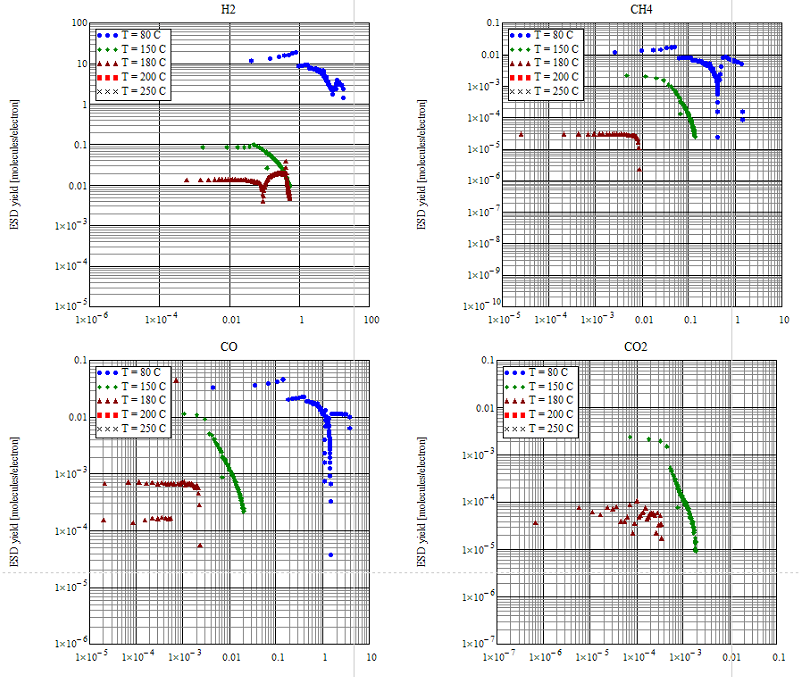 H2
ESD yield [molecules/electron]
100
10
1
0.1
0.01
1×10⁻³
1×10⁻⁴
1×10⁻⁵
T = 80 C
T = 150 C
T = 180 C
T = 200 C
T = 250 C
1×10⁻⁶
1×10⁻⁴
0.01
1
100
CH4
ESD yield [molecules/electron]
0.1
0.01
1×10⁻³
1×10⁻⁴
1×10⁻⁵
1×10⁻⁶
1×10⁻⁷
1×10⁻⁸
1×10⁻⁹
1×10⁻¹⁰
T = 80 C
T = 150 C
T = 180 C
T = 200 C
T = 250 C
1×10⁻⁵
1×10⁻⁴
1×10⁻³
0.01
0.1
1
10
CO
ESD yield [molecules/electron]
0.1
0.01
1×10⁻³
1×10⁻⁴
1×10⁻⁵
1×10⁻⁶
T = 80 C
T = 150 C
T = 180 C
T = 200 C
T = 250 C
1×10⁻⁵
1×10⁻⁴
1×10⁻³
0.01
0.1
1
10
CO2
ESD yield [molecules/electron]
0.1
0.01
1×10⁻³
1×10⁻⁴
1×10⁻⁵
1×10⁻⁶
1×10⁻⁷
T = 80 C
T = 150 C
T = 180 C
T = 200 C
T = 250 C
1×10⁻⁷
1×10⁻⁶
1×10⁻⁵
1×10⁻⁴
1×10⁻³
0.01
0.1